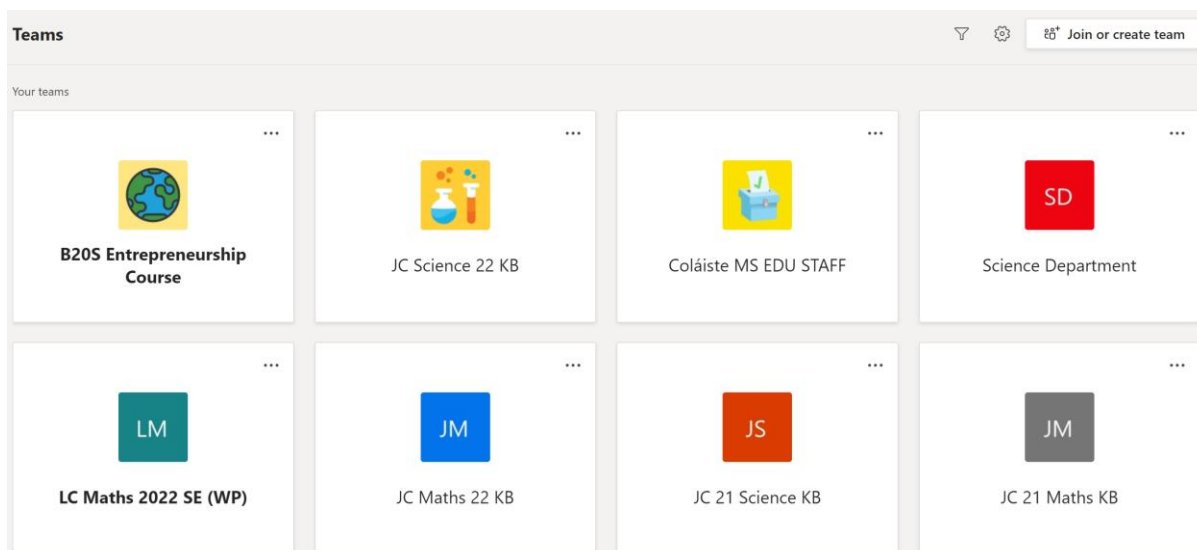 Teams
Join or create team
Your teams
B20S Entrepreneurship
Course
JC Science 22 KB
Coláiste MS EDU STAFF
SD
Science Department
LM
LC Maths 2022 SE (WP)
JM
JC Maths 22 KB
JS
JC 21 Science KB
JM
JC 21 Maths KB